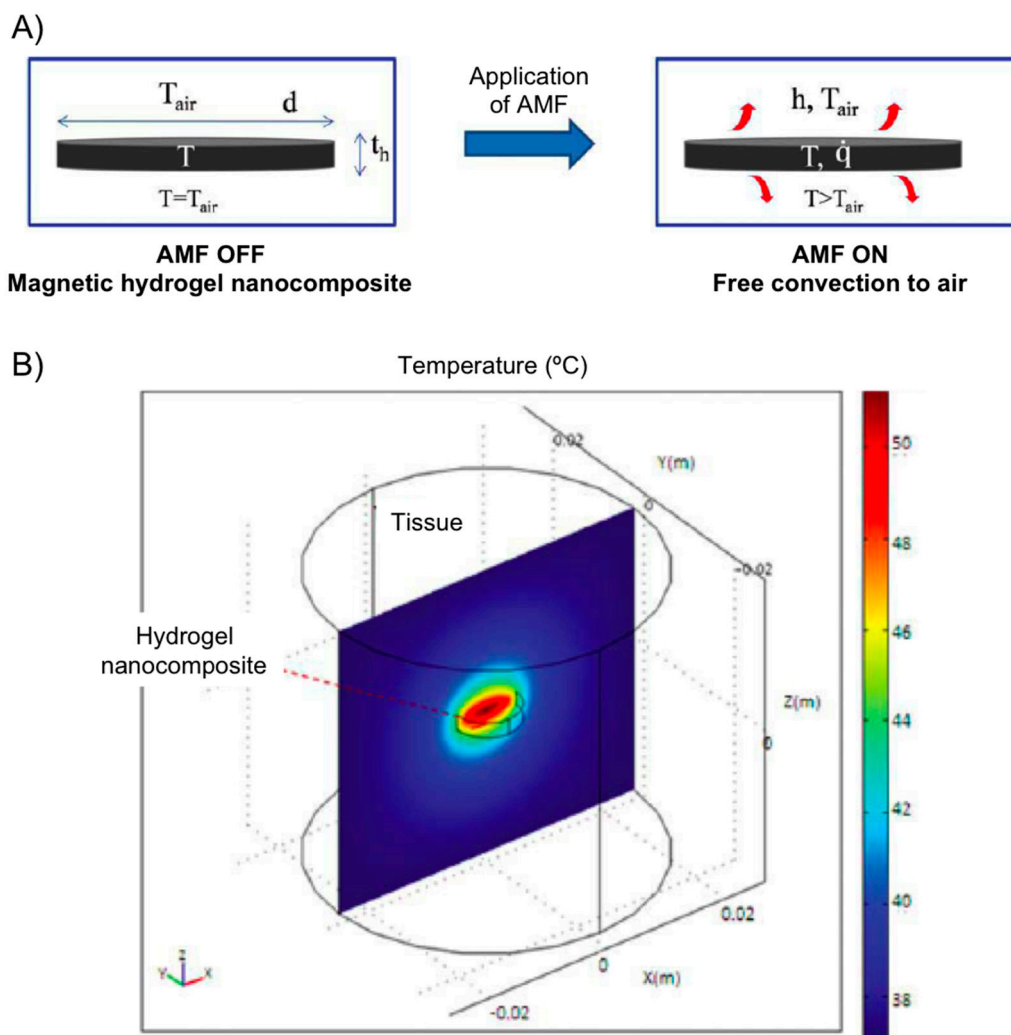 A)
T_air
d
t_h
T
T=T_air
AMF OFF
Magnetic hydrogel nanocomposite
Application
of AMF
h, T_air
T, q̇
T>T_air
AMF ON
Free convection to air
B)
Temperature (ºC)
0.02
Y(m)
0
-0.02
Tissue
Hydrogel
nanocomposite
Z(m)
0
0.02
0
X(m)
-0.02
Z
Y
X
50
48
46
44
42
40
38